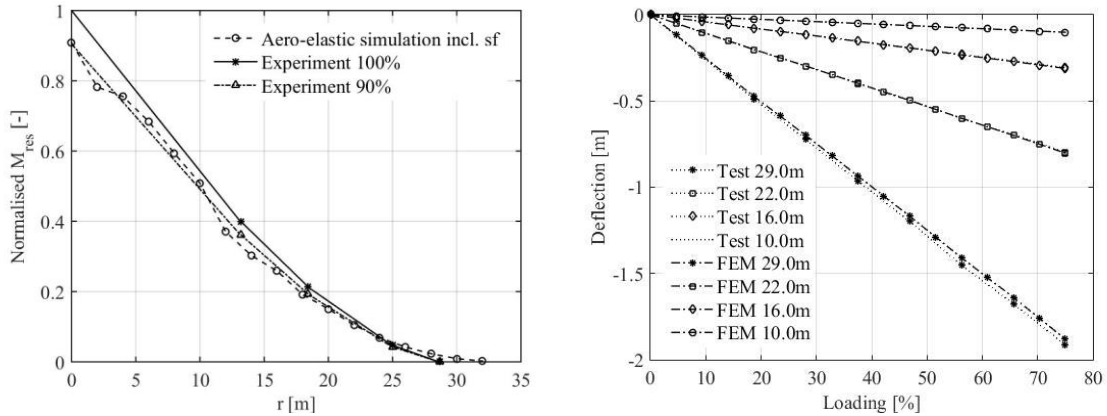 1
0.8
0.6
0.4
0.2
0
Normalised M_res [-]
Aero-elastic simulation incl. sf
Experiment 100%
Experiment 90%
0 5 10 15 20 25 30 35
r [m]
-0
-0.5
-1
-1.5
-2
Deflection [m]
Test 29.0m
Test 22.0m
Test 16.0m
Test 10.0m
FEM 29.0m
FEM 22.0m
FEM 16.0m
FEM 10.0m
0 10 20 30 40 50 60 70 80
Loading [%]